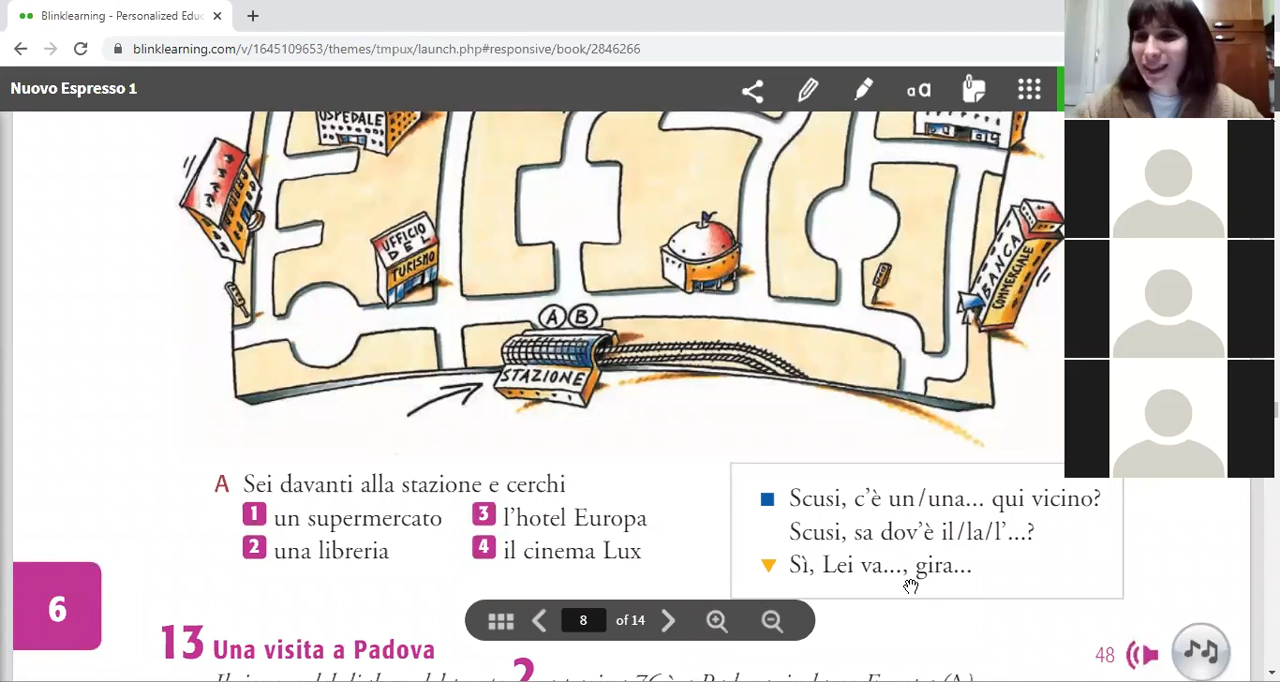 Blinklearning - Personalized Educ
blinklearning.com/v/1645109653/themes/tmpux/launch.php#responsive/book/2846266
Nuovo Espresso 1
aA
OSPEDALE
UFFICIO
DEL
TURISMO
BANCA
COMMERCIALE
A B
STAZIONE
A Sei davanti alla stazione e cerchi
1 un supermercato
2 una libreria
3 l'hotel Europa
4 il cinema Lux
Scusi, c'è un/una... qui vicino?
Scusi, sa dov'è il/la/l'...?
Sì, Lei va..., gira...
6
8 of 14
13 Una visita a Padova
2
48